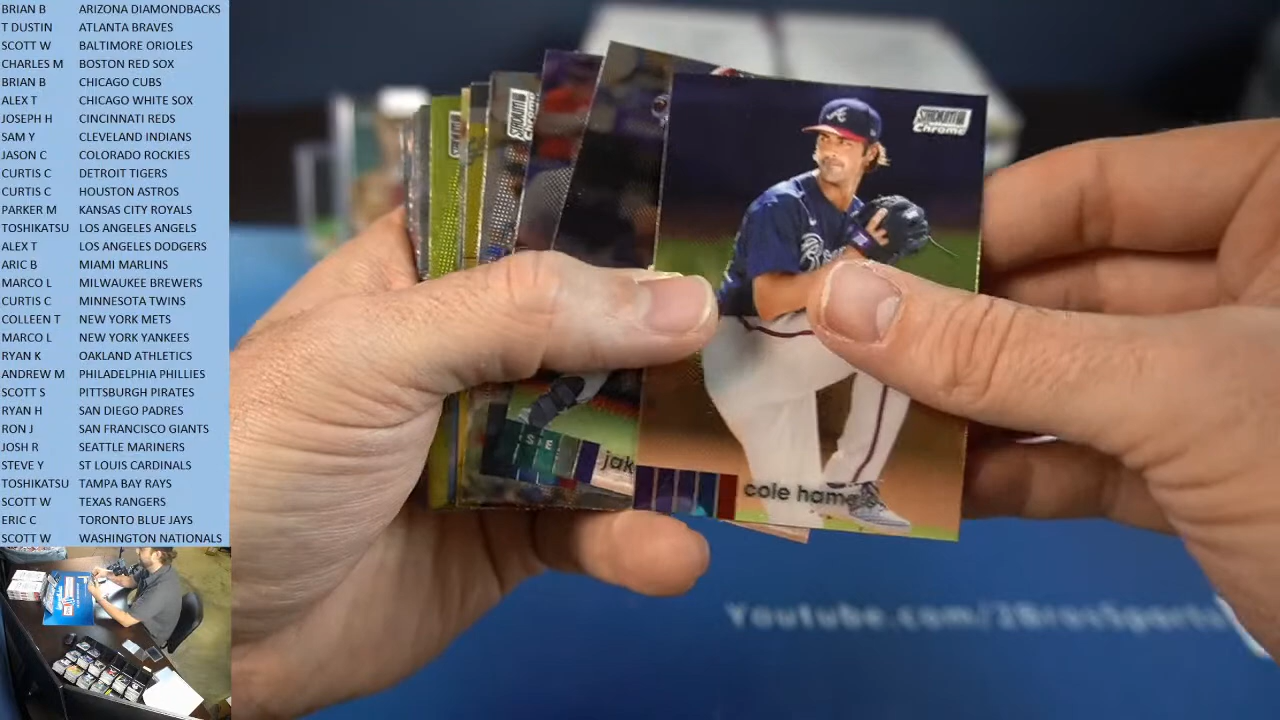 BRIAN B ARIZONA DIAMONDBACKS
T DUSTIN ATLANTA BRAVES
SCOTT W BALTIMORE ORIOLES
CHARLES M BOSTON RED SOX
BRIAN B CHICAGO CUBS
ALEX T CHICAGO WHITE SOX
JOSEPH H CINCINNATI REDS
SAM Y CLEVELAND INDIANS
JASON C COLORADO ROCKIES
CURTIS C DETROIT TIGERS
CURTIS C HOUSTON ASTROS
PARKER M KANSAS CITY ROYALS
TOSHIKATSU LOS ANGELES ANGELS
ALEX T LOS ANGELES DODGERS
ARIC B MIAMI MARLINS
MARCO L MILWAUKEE BREWERS
CURTIS C MINNESOTA TWINS
COLLEEN T NEW YORK METS
MARCO L NEW YORK YANKEES
RYAN K OAKLAND ATHLETICS
ANDREW M PHILADELPHIA PHILLIES
SCOTT S PITTSBURGH PIRATES
RYAN H SAN DIEGO PADRES
RON J SAN FRANCISCO GIANTS
JOSH R SEATTLE MARINERS
STEVE Y ST LOUIS CARDINALS
TOSHIKATSU TAMPA BAY RAYS
SCOTT W TEXAS RANGERS
ERIC C TORONTO BLUE JAYS
SCOTT W WASHINGTON NATIONALS
STADIUM
Chrome
jak
cole hame
Youtube.com/2BrosSports